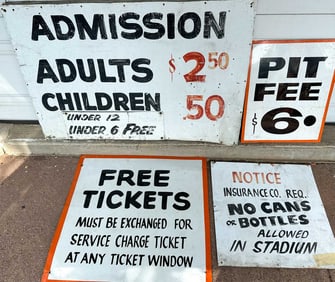 ADMISSION
ADULTS $2.50
CHILDREN 50
UNDER 12
UNDER 6 FREE
PIT
FEE
$6.
FREE
TICKETS
MUST BE EXCHANGED FOR
SERVICE CHARGE TICKET
AT ANY TICKET WINDOW
NOTICE
INSURANCE CO. REQ.
NO CANS
OR BOTTLES
ALLOWED
IN STADIUM